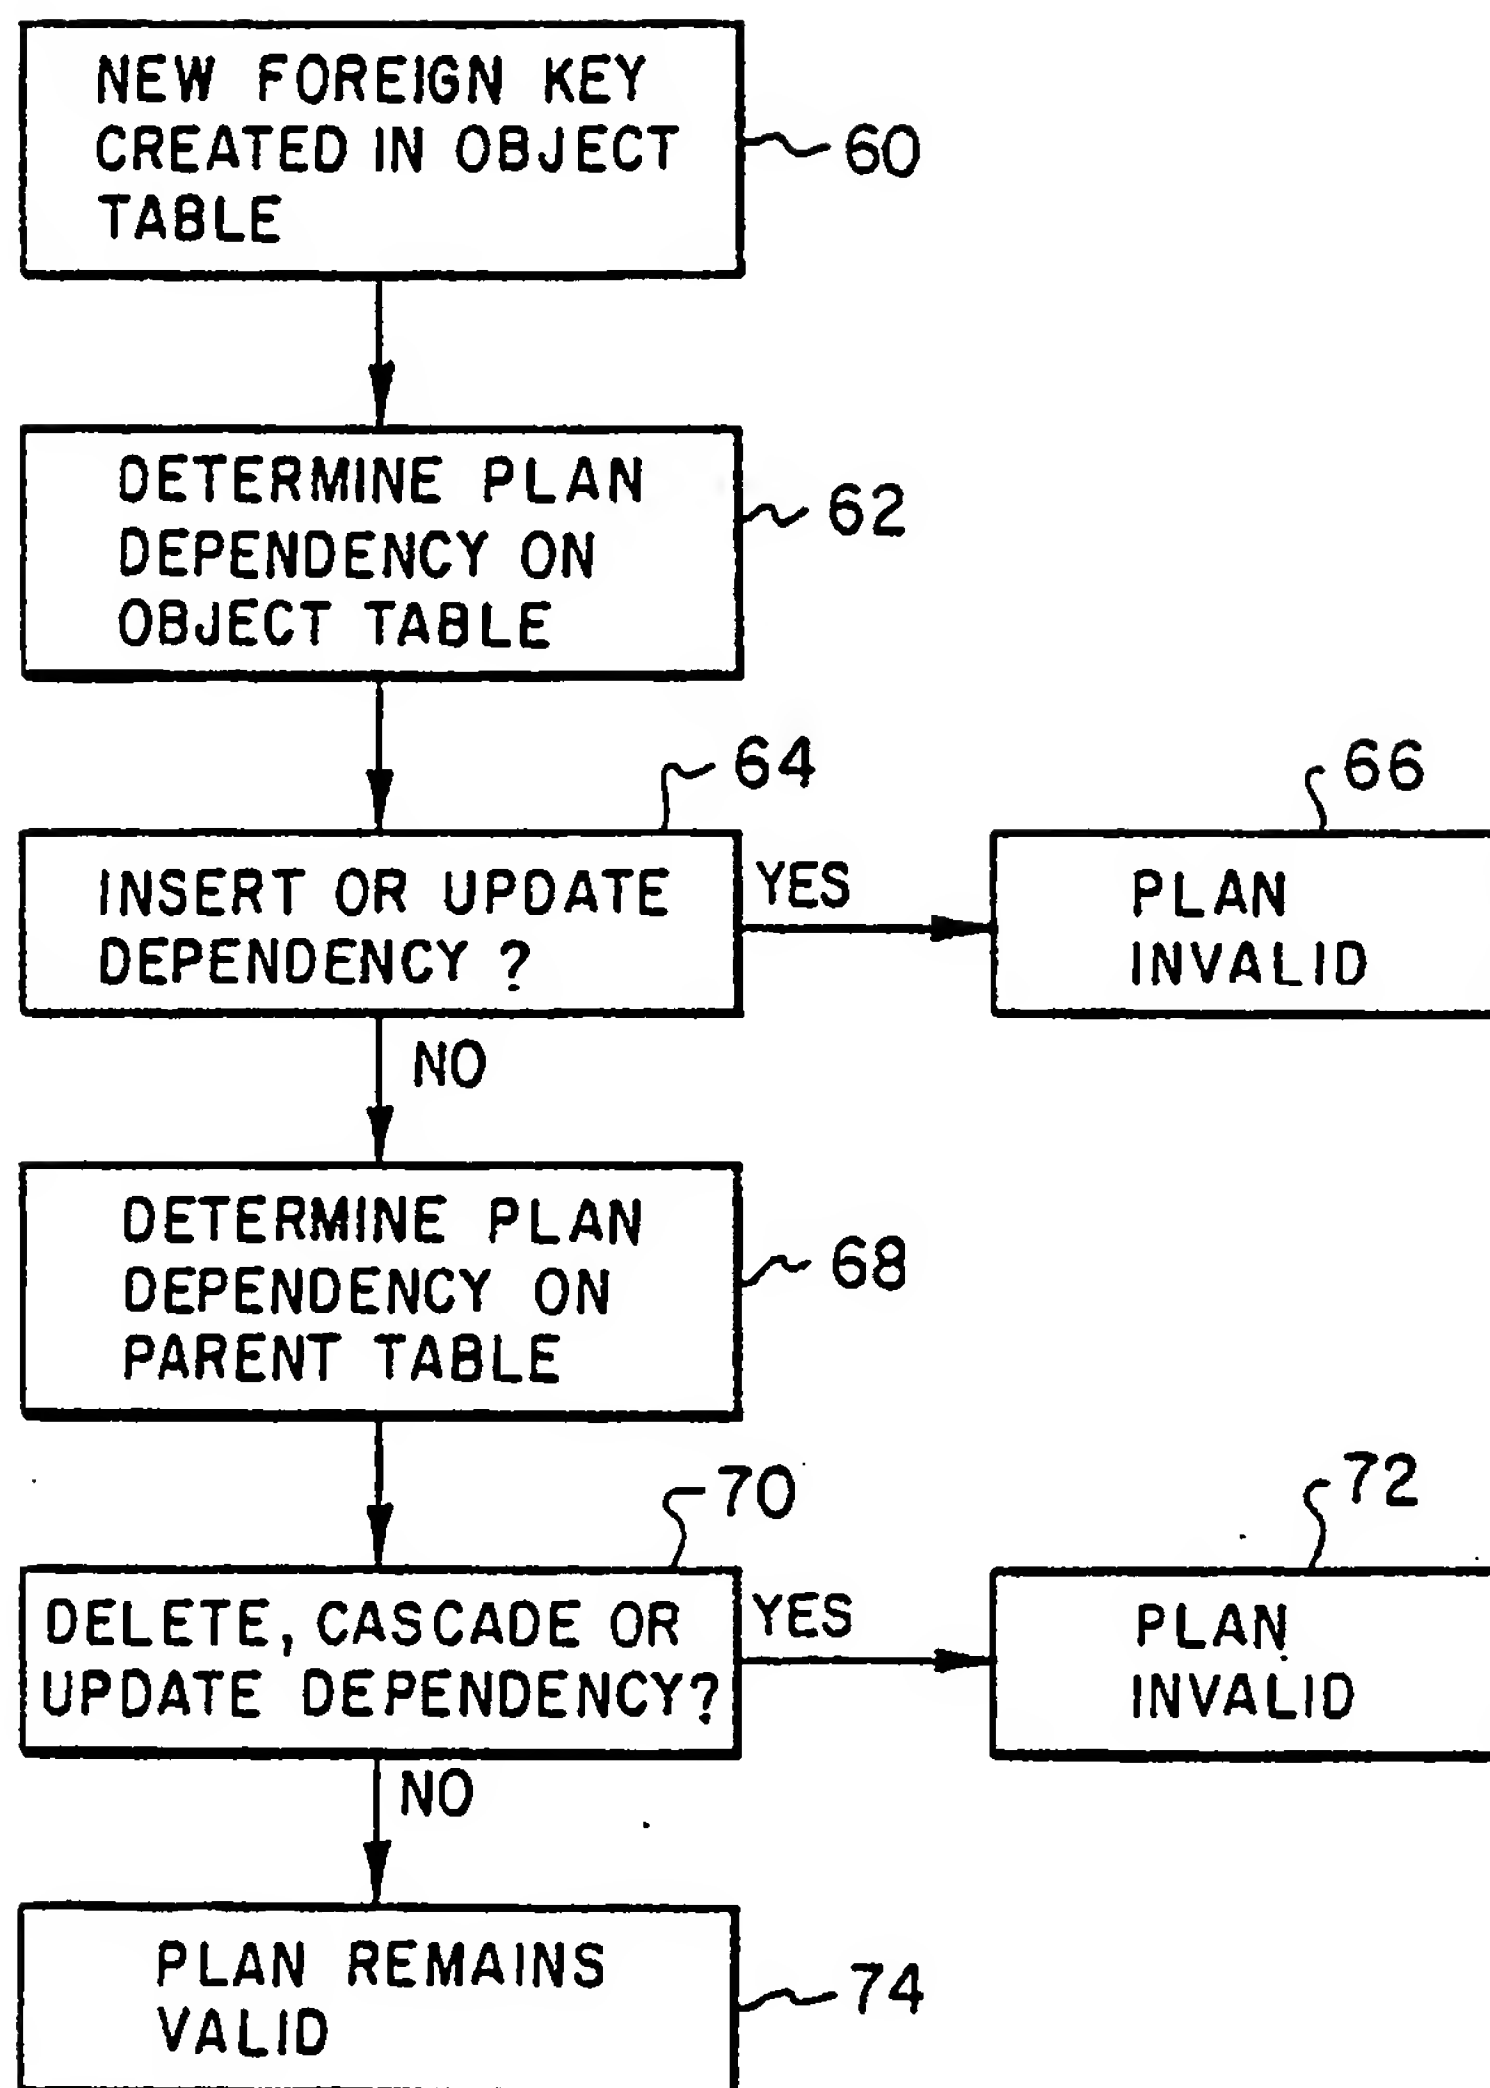 NEW FOREIGN KEY
CREATED IN OBJECT
TABLE
60
DETERMINE PLAN
DEPENDENCY ON
OBJECT TABLE
62
64
INSERT OR UPDATE
DEPENDENCY ?
YES
66
PLAN
INVALID
NO
DETERMINE PLAN
DEPENDENCY ON
PARENT TABLE
68
70
DELETE, CASCADE OR
UPDATE DEPENDENCY?
YES
72
PLAN
INVALID
NO
PLAN REMAINS
VALID
74